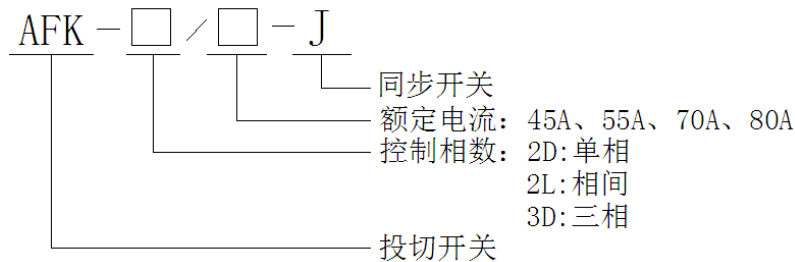 AFK-□/□-J
同步开关
额定电流：45A、55A、70A、80A
控制相数：2D:单相
2L:相间
3D:三相
投切开关